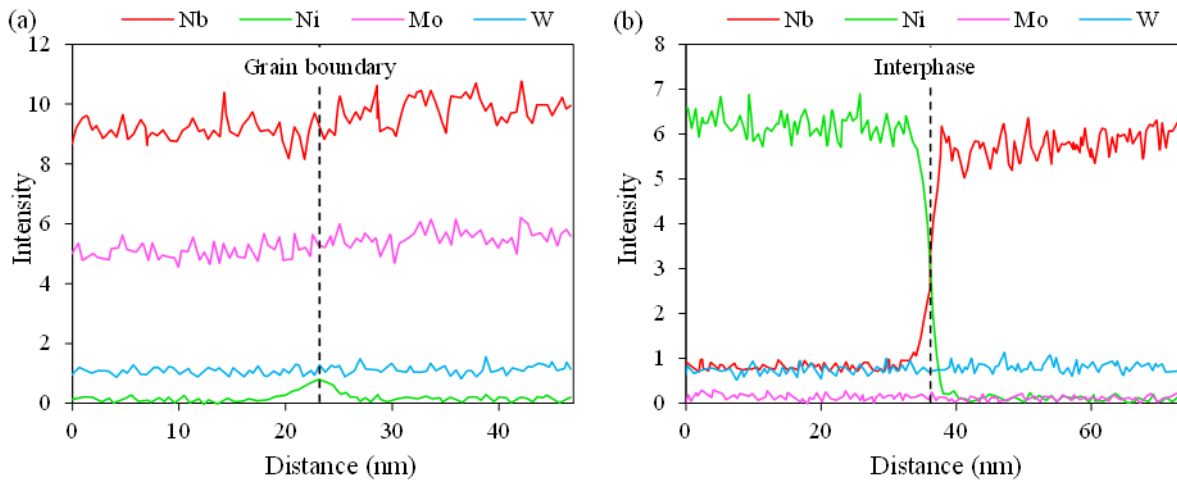 (a) Nb Ni Mo W
12
Grain boundary
10
8
6
4
2
0
Intensity
0 10 20 30 40
Distance (nm)
(b) Nb Ni Mo W
8
Interphase
7
6
5
4
3
2
1
0
Intensity
0 20 40 60
Distance (nm)